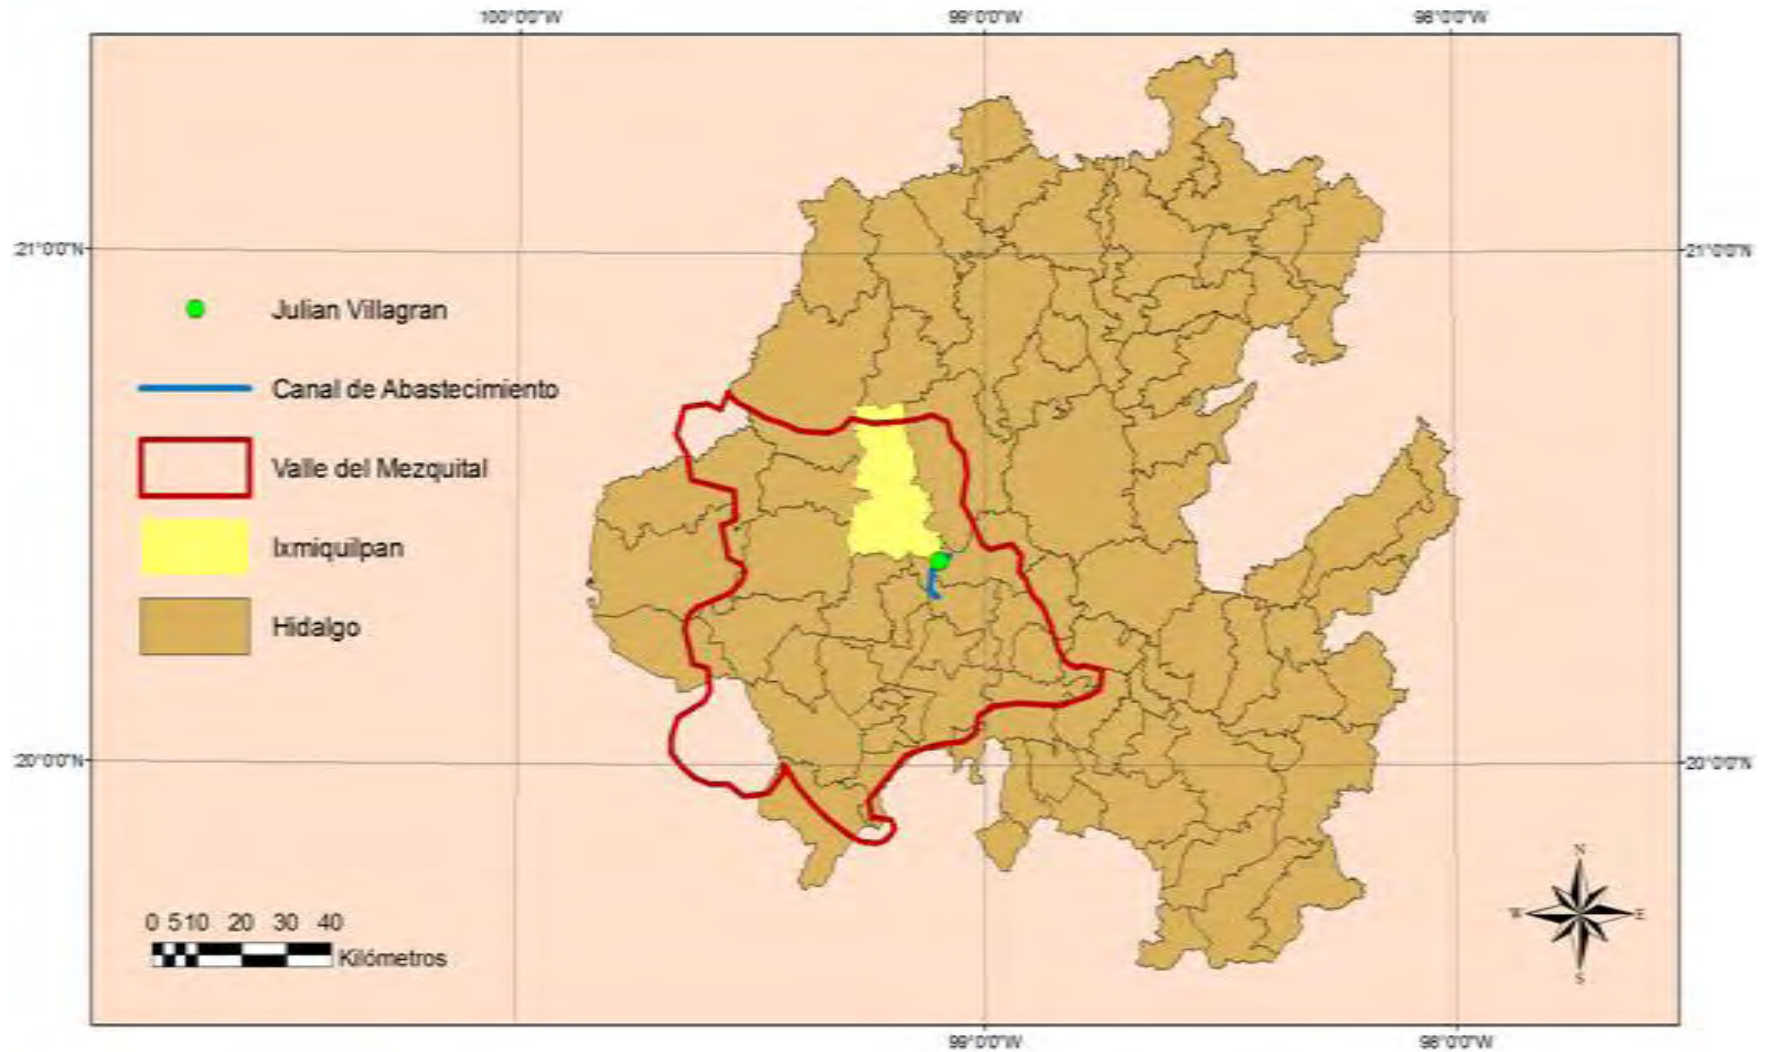 100°0'0"W 99°0'0"W 98°0'0"W
21°0'0"N 21°0'0"N
Julian Villagran
Canal de Abastecimiento
Valle del Mezquital
Ixmiquilpan
Hidalgo
20°0'0"N 20°0'0"N
N
W E
S
0 5 10 20 30 40
Kilómetros
99°0'0"W 98°0'0"W